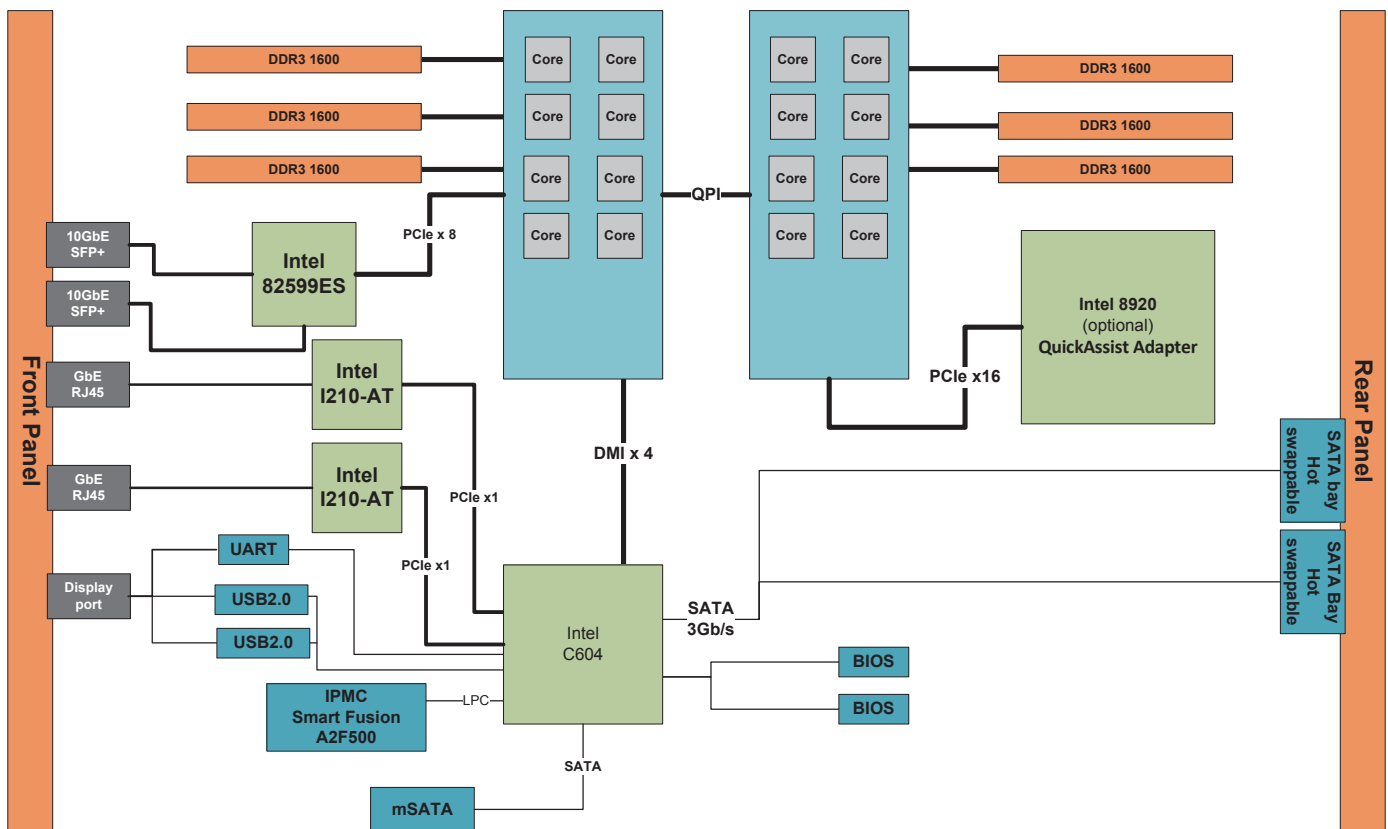 Front Panel
DDR3 1600
DDR3 1600
DDR3 1600
Core
Core
Core
Core
Core
Core
Core
Core
QPI
Core
Core
Core
Core
Core
Core
Core
Core
DDR3 1600
DDR3 1600
DDR3 1600
10GbE
SFP+
10GbE
SFP+
Intel
82599ES
PCIe x 8
GbE
RJ45
Intel
I210-AT
GbE
RJ45
Intel
I210-AT
PCIe x1
PCIe x1
DMI x 4
Intel 8920
(optional)
QuickAssist Adapter
PCIe x16
Display
port
UART
USB2.0
USB2.0
Intel
C604
SATA
3Gb/s
SATA bay
Hot
swappable
SATA Bay
Hot
swappable
BIOS
BIOS
IPMC
Smart Fusion
A2F500
LPC
SATA
mSATA
Rear Panel